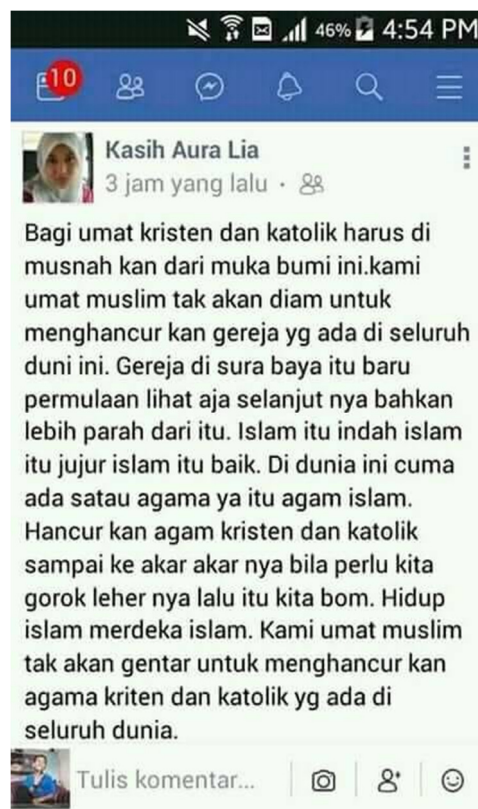 46% 4:54 PM
10
Kasih Aura Lia
3 jam yang lalu ·
Bagi umat kristen dan katolik harus di
musnah kan dari muka bumi ini.kami
umat muslim tak akan diam untuk
menghancur kan gereja yg ada di seluruh
duni ini. Gereja di sura baya itu baru
permulaan lihat aja selanjut nya bahkan
lebih parah dari itu. Islam itu indah islam
itu jujur islam itu baik. Di dunia ini cuma
ada satau agama ya itu agam islam.
Hancur kan agam kristen dan katolik
sampai ke akar akar nya bila perlu kita
gorok leher nya lalu itu kita bom. Hidup
islam merdeka islam. Kami umat muslim
tak akan gentar untuk menghancur kan
agama kriten dan katolik yg ada di
seluruh dunia.
Tulis komentar...